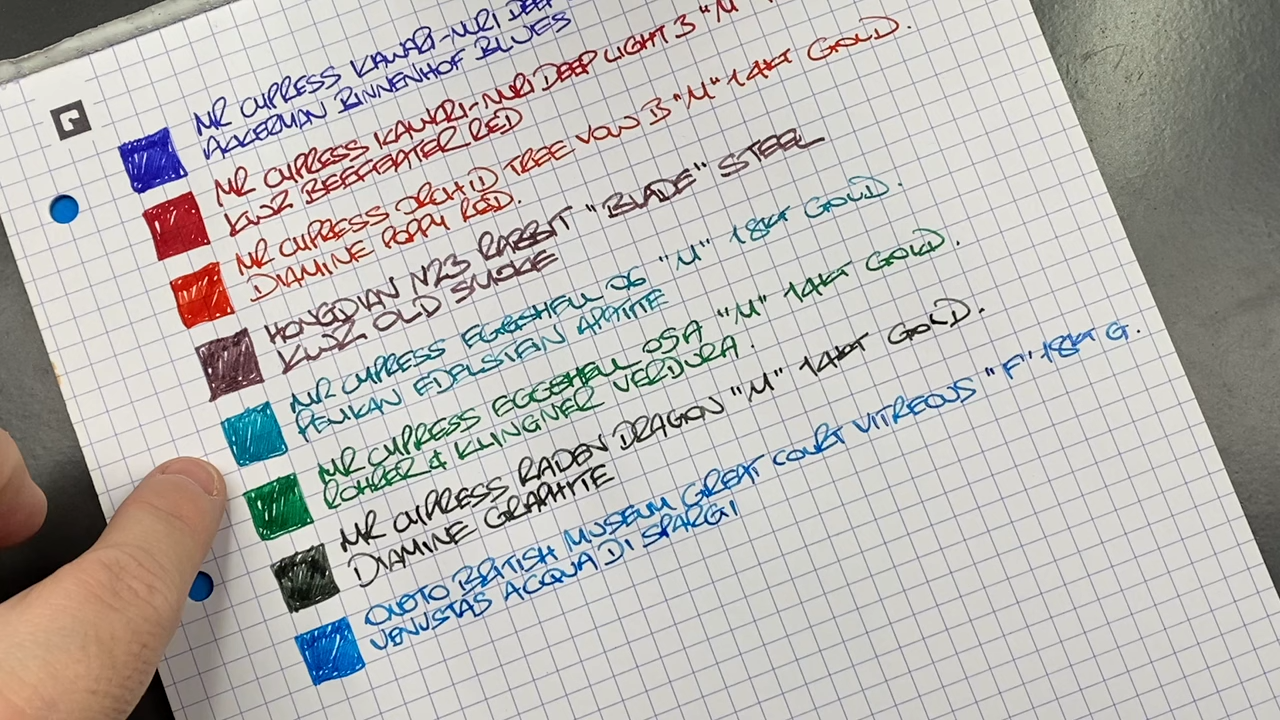 MR CYPRESS KAWARI-NURI DEEP
AKKERMAN BINNENHOF BLUES
MR CYPRESS KAWARI-NURI DEEP LIGHT 3 "M"
KWZ BEEFEATER RED
MR CYPRESS ORCHID TREE VOW B "M" 14KT GOLD.
DIAMINE POPPY RED.
HONGDIAN N23 RABBIT "BLADE" STEEL
KWZ OLD SMOKE
MR CYPRESS EGGSHELL 06 "M" 18KT GOLD.
PELIKAN EDELSTEIN APATITE
MR CYPRESS EGGSHELL 05A "M" 14KT GOLD.
ROHRER & KLINGNER VERDURA.
MR CYPRESS RADEN DRAGON "M" 14KT GOLD.
DIAMINE GRAPHITE
ONOTO BRITISH MUSEUM GREAT COURT VITREOUS "F" 18KT G.
VENUSTAS ACQUA DI SPARGI